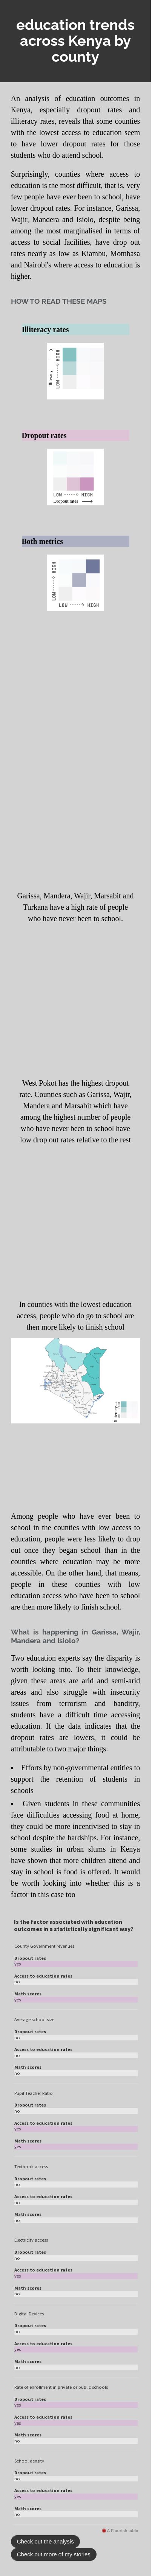 education trends
across Kenya by
county
An analysis of education outcomes in
Kenya, especially dropout rates and
illiteracy rates, reveals that some counties
with the lowest access to education seem
to have lower dropout rates for those
students who do attend school.
Surprisingly, counties where access to
education is the most difficult, that is, very
few people have ever been to school, have
lower dropout rates. For instance, Garissa,
Wajir, Mandera and Isiolo, despite being
among the most marginalised in terms of
access to social facilities, have drop out
rates nearly as low as Kiambu, Mombasa
and Nairobi's where access to education is
higher.
HOW TO READ THESE MAPS
Illiteracy rates
Illiteracy
LOW
HIGH
Dropout rates
LOW HIGH
Dropout rates
Both metrics
LOW
HIGH
LOW HIGH
Garissa, Mandera, Wajir, Marsabit and
Turkana have a high rate of people
who have never been to school.
West Pokot has the highest dropout
rate. Counties such as Garissa, Wajir,
Mandera and Marsabit which have
among the highest number of people
who have never been to school have
low drop out rates relative to the rest
In counties with the lowest education
access, people who do go to school are
then more likely to finish school
Illiteracy
Among people who have ever been to
school in the counties with low access to
education, people were less likely to drop
out once they began school than in the
counties where education may be more
accessible. On the other hand, that means,
people in these counties with low
education access who have been to school
are then more likely to finish school.
What is happening in Garissa, Wajir,
Mandera and Isiolo?
Two education experts say the disparity is
worth looking into. To their knowledge,
given these areas are arid and semi-arid
areas and also struggle with insecurity
issues from terrorism and banditry,
students have a difficult time accessing
education. If the data indicates that the
dropout rates are lowers, it could be
attributable to two major things:
• Efforts by non-governmental entities to
support the retention of students in
schools
• Given students in these communities
face difficulties accessing food at home,
they could be more incentivised to stay in
school despite the hardships. For instance,
some studies in urban slums in Kenya
have shown that more children attend and
stay in school is food is offered. It would
be worth looking into whether this is a
factor in this case too
Is the factor associated with education
outcomes in a statistically significant way?
County Government revenues
Dropout rates
yes
Access to education rates
no
Math scores
yes
Average school size
Dropout rates
no
Access to education rates
no
Math scores
no
Pupil Teacher Ratio
Dropout rates
no
Access to education rates
yes
Math scores
yes
Textbook access
Dropout rates
no
Access to education rates
no
Math scores
no
Electricity access
Dropout rates
no
Access to education rates
yes
Math scores
no
Digital Devices
Dropout rates
no
Access to education rates
yes
Math scores
no
Rate of enrollment in private or public schools
Dropout rates
yes
Access to education rates
yes
Math scores
no
School density
Dropout rates
no
Access to education rates
yes
Math scores
no
A Flourish table
Check out the analysis
Check out more of my stories